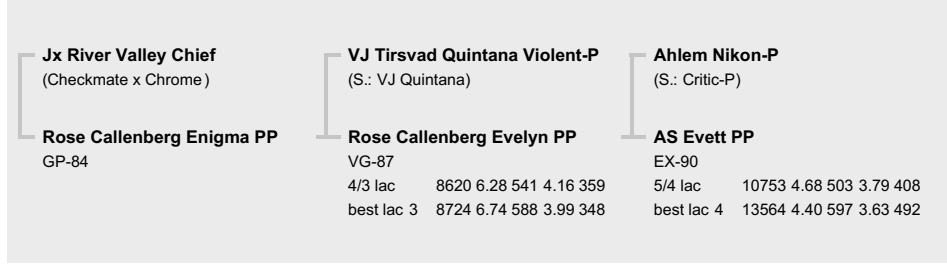 Jx River Valley Chief
(Checkmate x Chrome)
Rose Callenberg Enigma PP
GP-84
VJ Tirsvad Quintana Violent-P
(S.: VJ Quintana)
Rose Callenberg Evelyn PP
VG-87
4/3 lac 8620 6.28 541 4.16 359
best lac 3 8724 6.74 588 3.99 348
Ahlem Nikon-P
(S.: Critic-P)
AS Evett PP
EX-90
5/4 lac 10753 4.68 503 3.79 408
best lac 4 13564 4.40 597 3.63 492